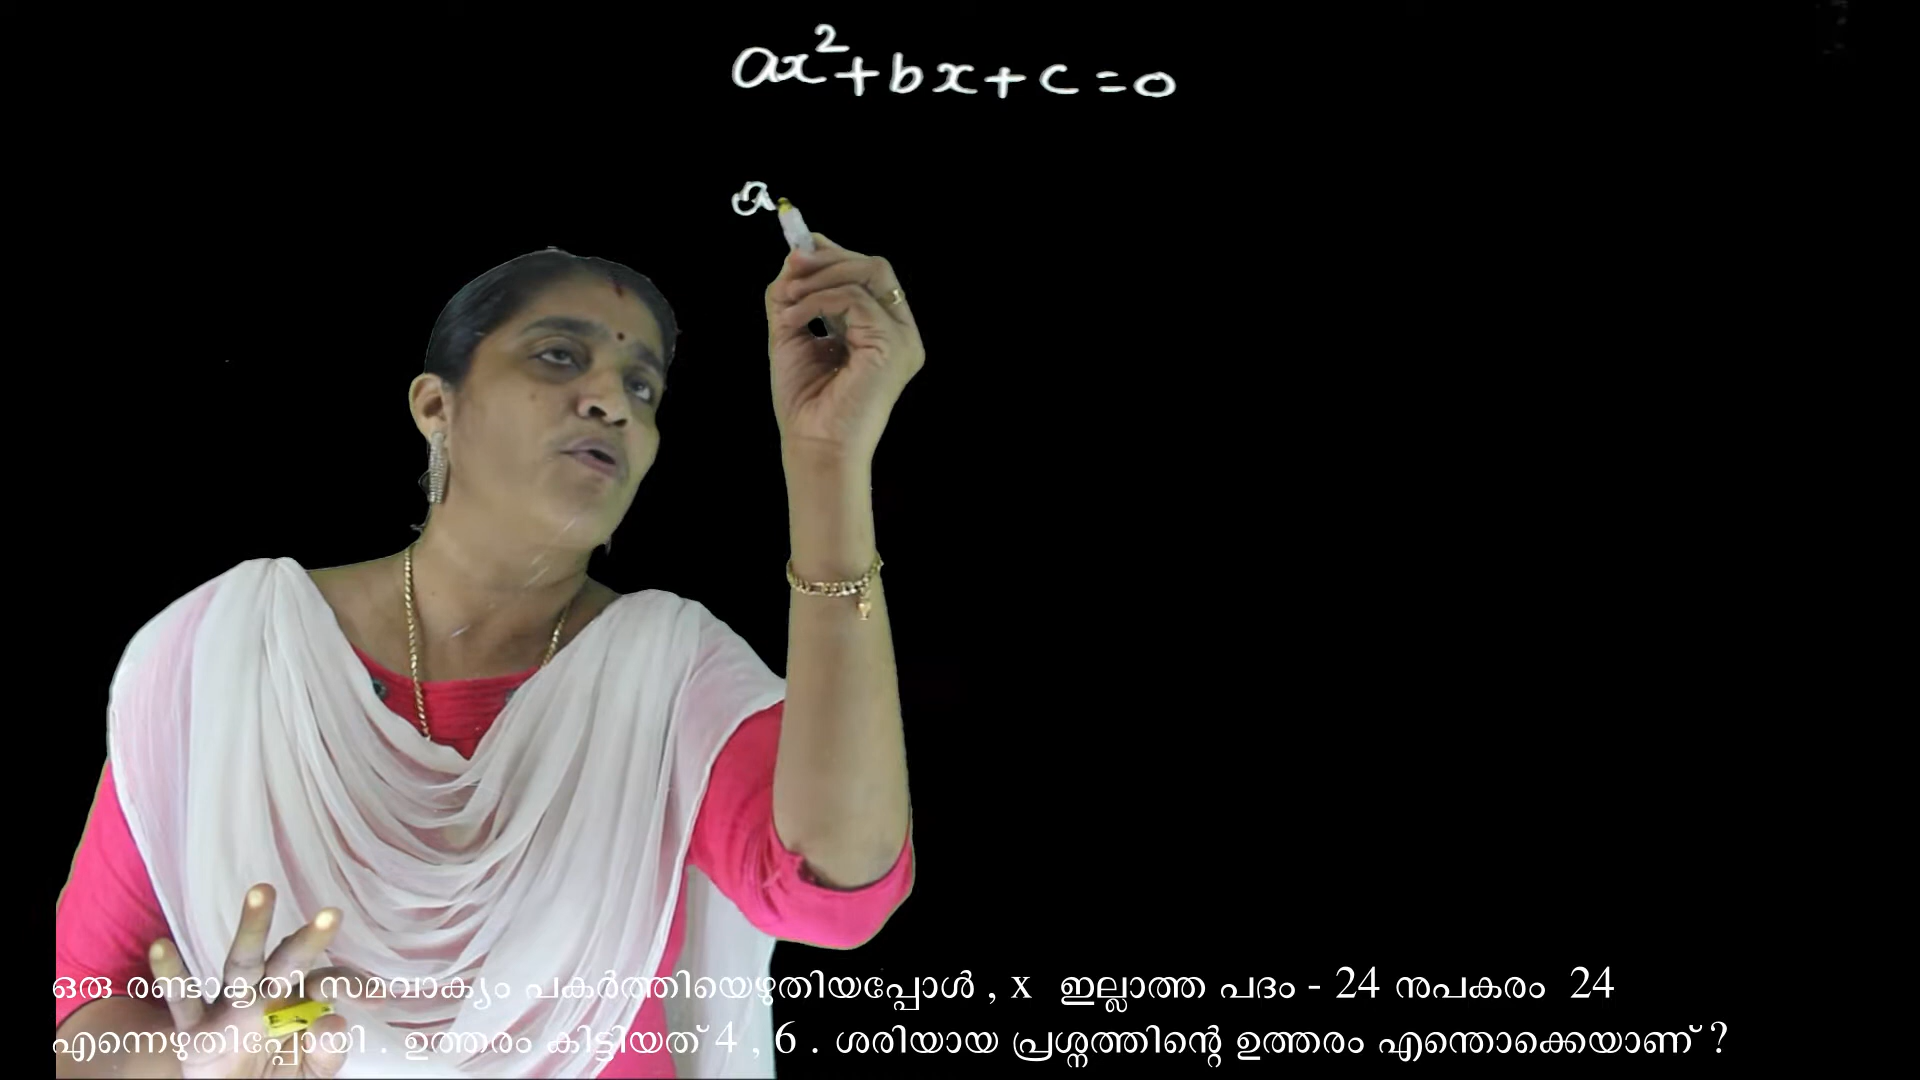 ax²+bx+c=0
a
ഒരു രണ്ടാകൃതി സമവാക്യം പകർത്തിയെഴുതിയപ്പോൾ , x ഇല്ലാത്ത പദം - 24 നുപകരം 24
എന്നെഴുതിപ്പോയി . ഉത്തരം കിട്ടിയത് 4 , 6 . ശരിയായ പ്രശ്നത്തിന്റെ ഉത്തരം എന്തൊക്കെയാണ് ?